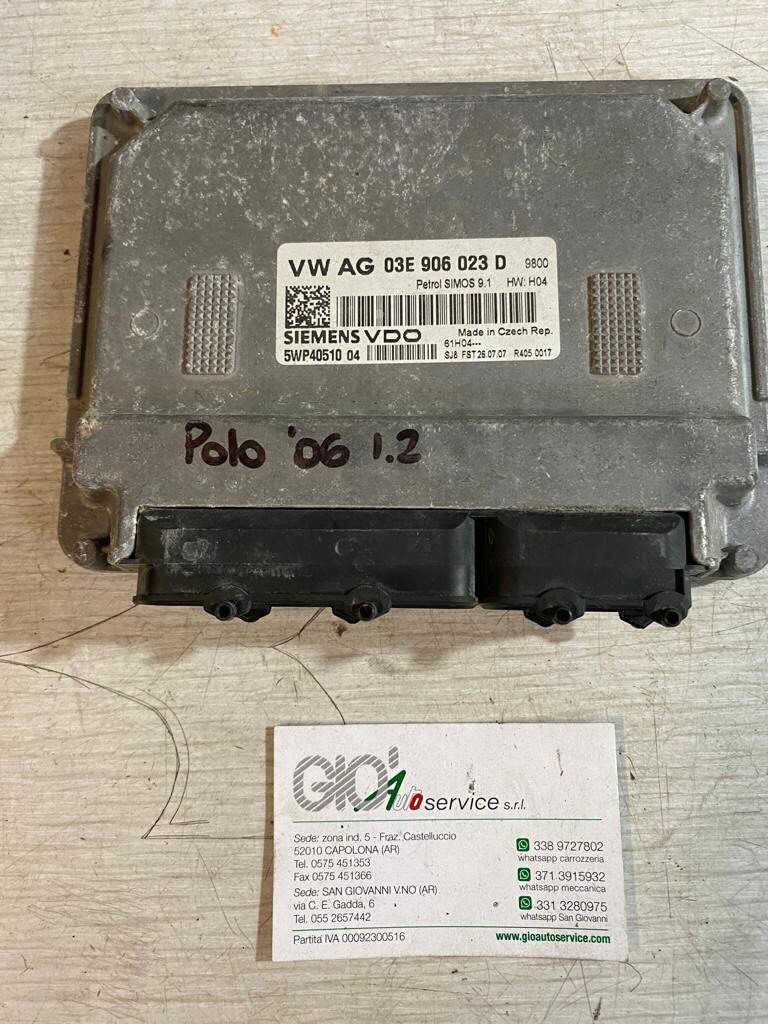 VW AG 03E 906 023 D 9800
Petrol SIMOS 9.1 HW: H04
SIEMENS VDO Made in Czech Rep.
5WP40510 04 61H04---
SJ8 FST 26.07.07 R405 0017
Polo '06 1.2
GIO' Autoservice s.r.l.
Sede: zona ind. 5 - Fraz. Castelluccio
52010 CAPOLONA (AR)
Tel. 0575 451353
Fax 0575 451366
Sede: SAN GIOVANNI V.NO (AR)
via C. E. Gadda, 6
Tel. 055 2657442
Partita IVA 00092300516
338 9727802
whatsapp carrozzeria
371 3915932
whatsapp meccanica
331 3280975
whatsapp San Giovanni
www.gioautoservice.com